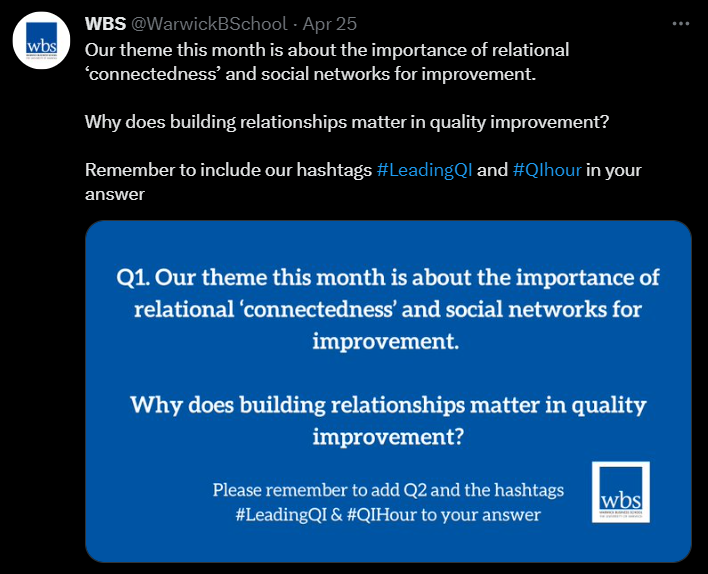 WBS @WarwickBSchool · Apr 25
Our theme this month is about the importance of relational
‘connectedness’ and social networks for improvement.
Why does building relationships matter in quality improvement?
Remember to include our hashtags #LeadingQI and #QIhour in your
answer
wbs
Q1. Our theme this month is about the importance of
relational ‘connectedness’ and social networks for
improvement.
Why does building relationships matter in quality
improvement?
Please remember to add Q2 and the hashtags
#LeadingQI & #QIHour to your answer
wbs